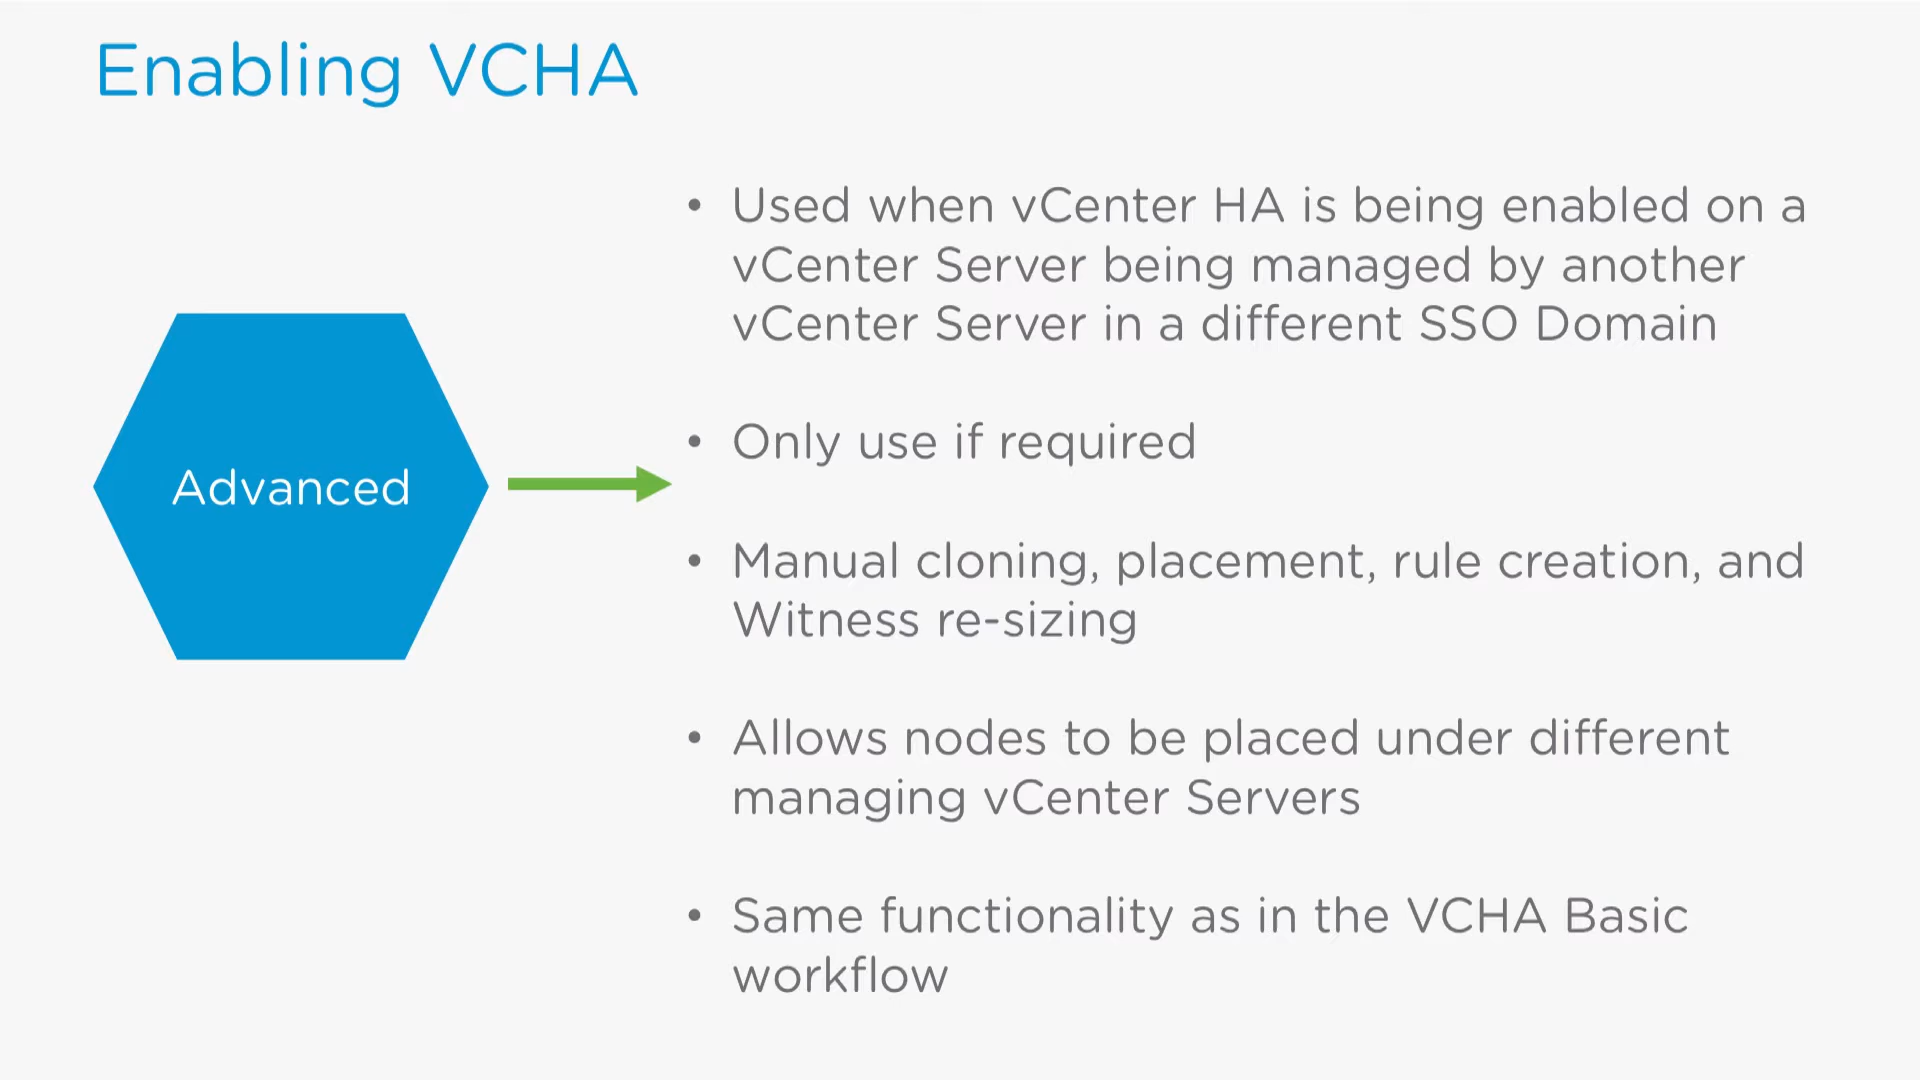 Enabling VCHA
Advanced
• Used when vCenter HA is being enabled on a
vCenter Server being managed by another
vCenter Server in a different SSO Domain
• Only use if required
• Manual cloning, placement, rule creation, and
Witness re-sizing
• Allows nodes to be placed under different
managing vCenter Servers
• Same functionality as in the VCHA Basic
workflow